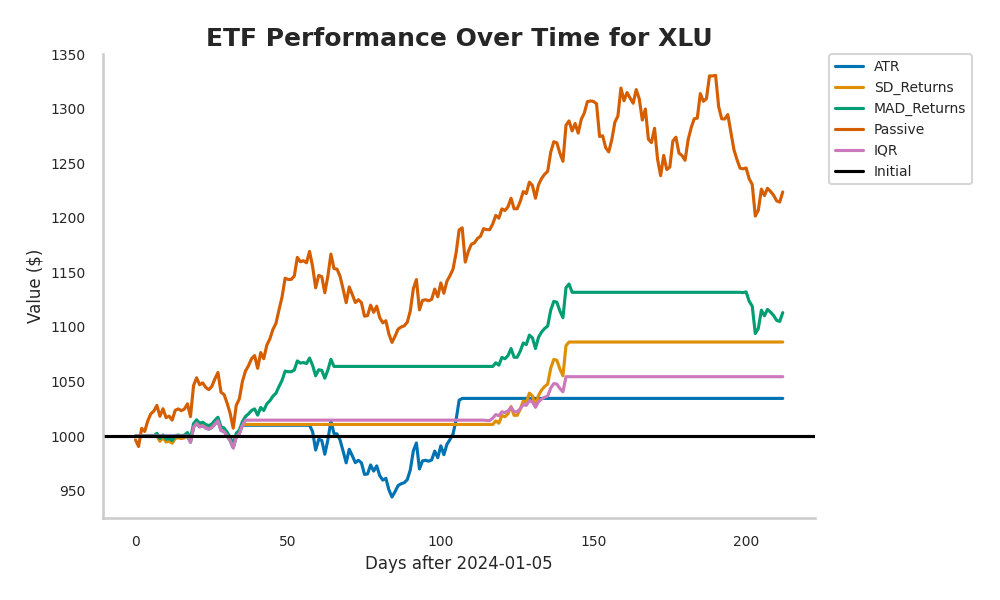 ETF Performance Over Time for XLU
1350
1300
1250
1200
1150
1100
1050
1000
950
Value ($)
0
50
100
150
200
Days after 2024-01-05
ATR
SD_Returns
MAD_Returns
Passive
IQR
Initial